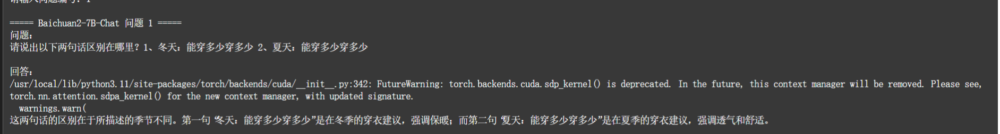 请输入问题编号: 1
===== Baichuan2-7B-Chat 问题 1 =====
问题:
请说出以下两句话区别在哪里？1、冬天：能穿多少穿多少 2、夏天：能穿多少穿多少
回答:
/usr/local/lib/python3.11/site-packages/torch/backends/cuda/__init__.py:342: FutureWarning: torch.backends.cuda.sdp_kernel() is deprecated. In the future, this context manager will be removed. Please see,
torch.nn.attention.sdpa_kernel() for the new context manager, with updated signature.
warnings.warn(
这两句话的区别在于所描述的季节不同。第一句“冬天：能穿多少穿多少”是在冬季的穿衣建议，强调保暖；而第二句“夏天：能穿多少穿多少”是在夏季的穿衣建议，强调透气和舒适。